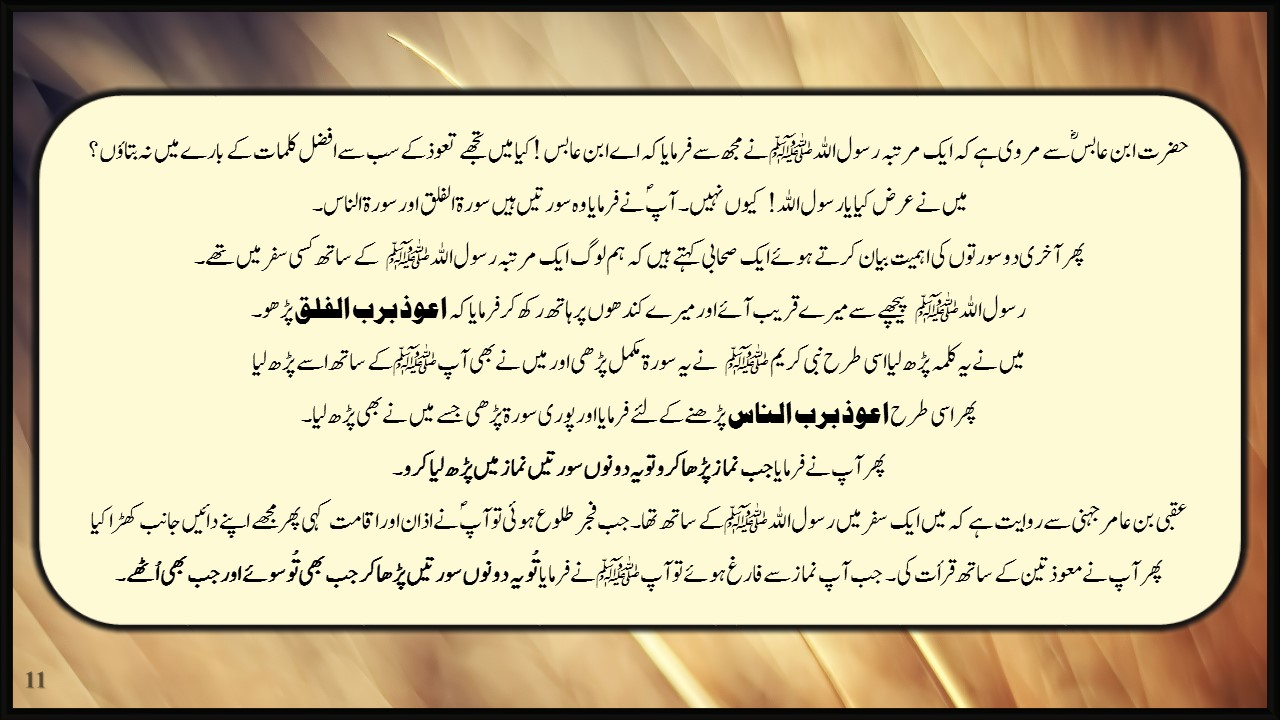 حضرت ابن عابسؓ سے مروی ہے کہ ایک مرتبہ رسول اللہ ﷺ نے مجھ سے فرمایا کہ اے ابن عابس! کیا میں تجھے تعوذ کے سب سے افضل کلمات کے بارے میں نہ بتاؤں؟
میں نے عرض کیا یا رسول اللہ! کیوں نہیں۔ آپؐ نے فرمایا وہ سورتیں ہیں سورۃ الفلق اور سورۃ الناس۔
پھر آخری دو سورتوں کی اہمیت بیان کرتے ہوئے ایک صحابی کہتے ہیں کہ ہم لوگ ایک مرتبہ رسول اللہ ﷺ کے ساتھ کسی سفر میں تھے۔
رسول اللہ ﷺ پیچھے سے میرے قریب آئے اور میرے کندھوں پر ہاتھ رکھ کر فرمایا کہ اعوذ برب الفلق پڑھو۔
میں نے یہ کلمہ پڑھ لیا اسی طرح نبی کریم ﷺ نے یہ سورۃ مکمل پڑھی اور میں نے بھی آپ ﷺ کے ساتھ اسے پڑھ لیا
پھر اسی طرح اعوذ برب الناس پڑھنے کے لئے فرمایا اور پوری سورۃ پڑھی جسے میں نے بھی پڑھ لیا۔
پھر آپ نے فرمایا جب نماز پڑھا کرو تو یہ دونوں سورتیں نماز میں پڑھ لیا کرو۔
عقبی بن عامر جہنی سے روایت ہے کہ میں ایک سفر میں رسول اللہ ﷺ کے ساتھ تھا۔ جب فجر طلوع ہوئی تو آپؐ نے اذان اور اقامت کہی پھر مجھے اپنے دائیں جانب کھڑا کیا
پھر آپ نے معوذتین کے ساتھ قرأت کی۔ جب آپ نماز سے فارغ ہوئے تو آپ ﷺ نے فرمایا تُو یہ دونوں سورتیں پڑھا کر جب بھی تُو سوئے اور جب بھی اُٹھے۔
11